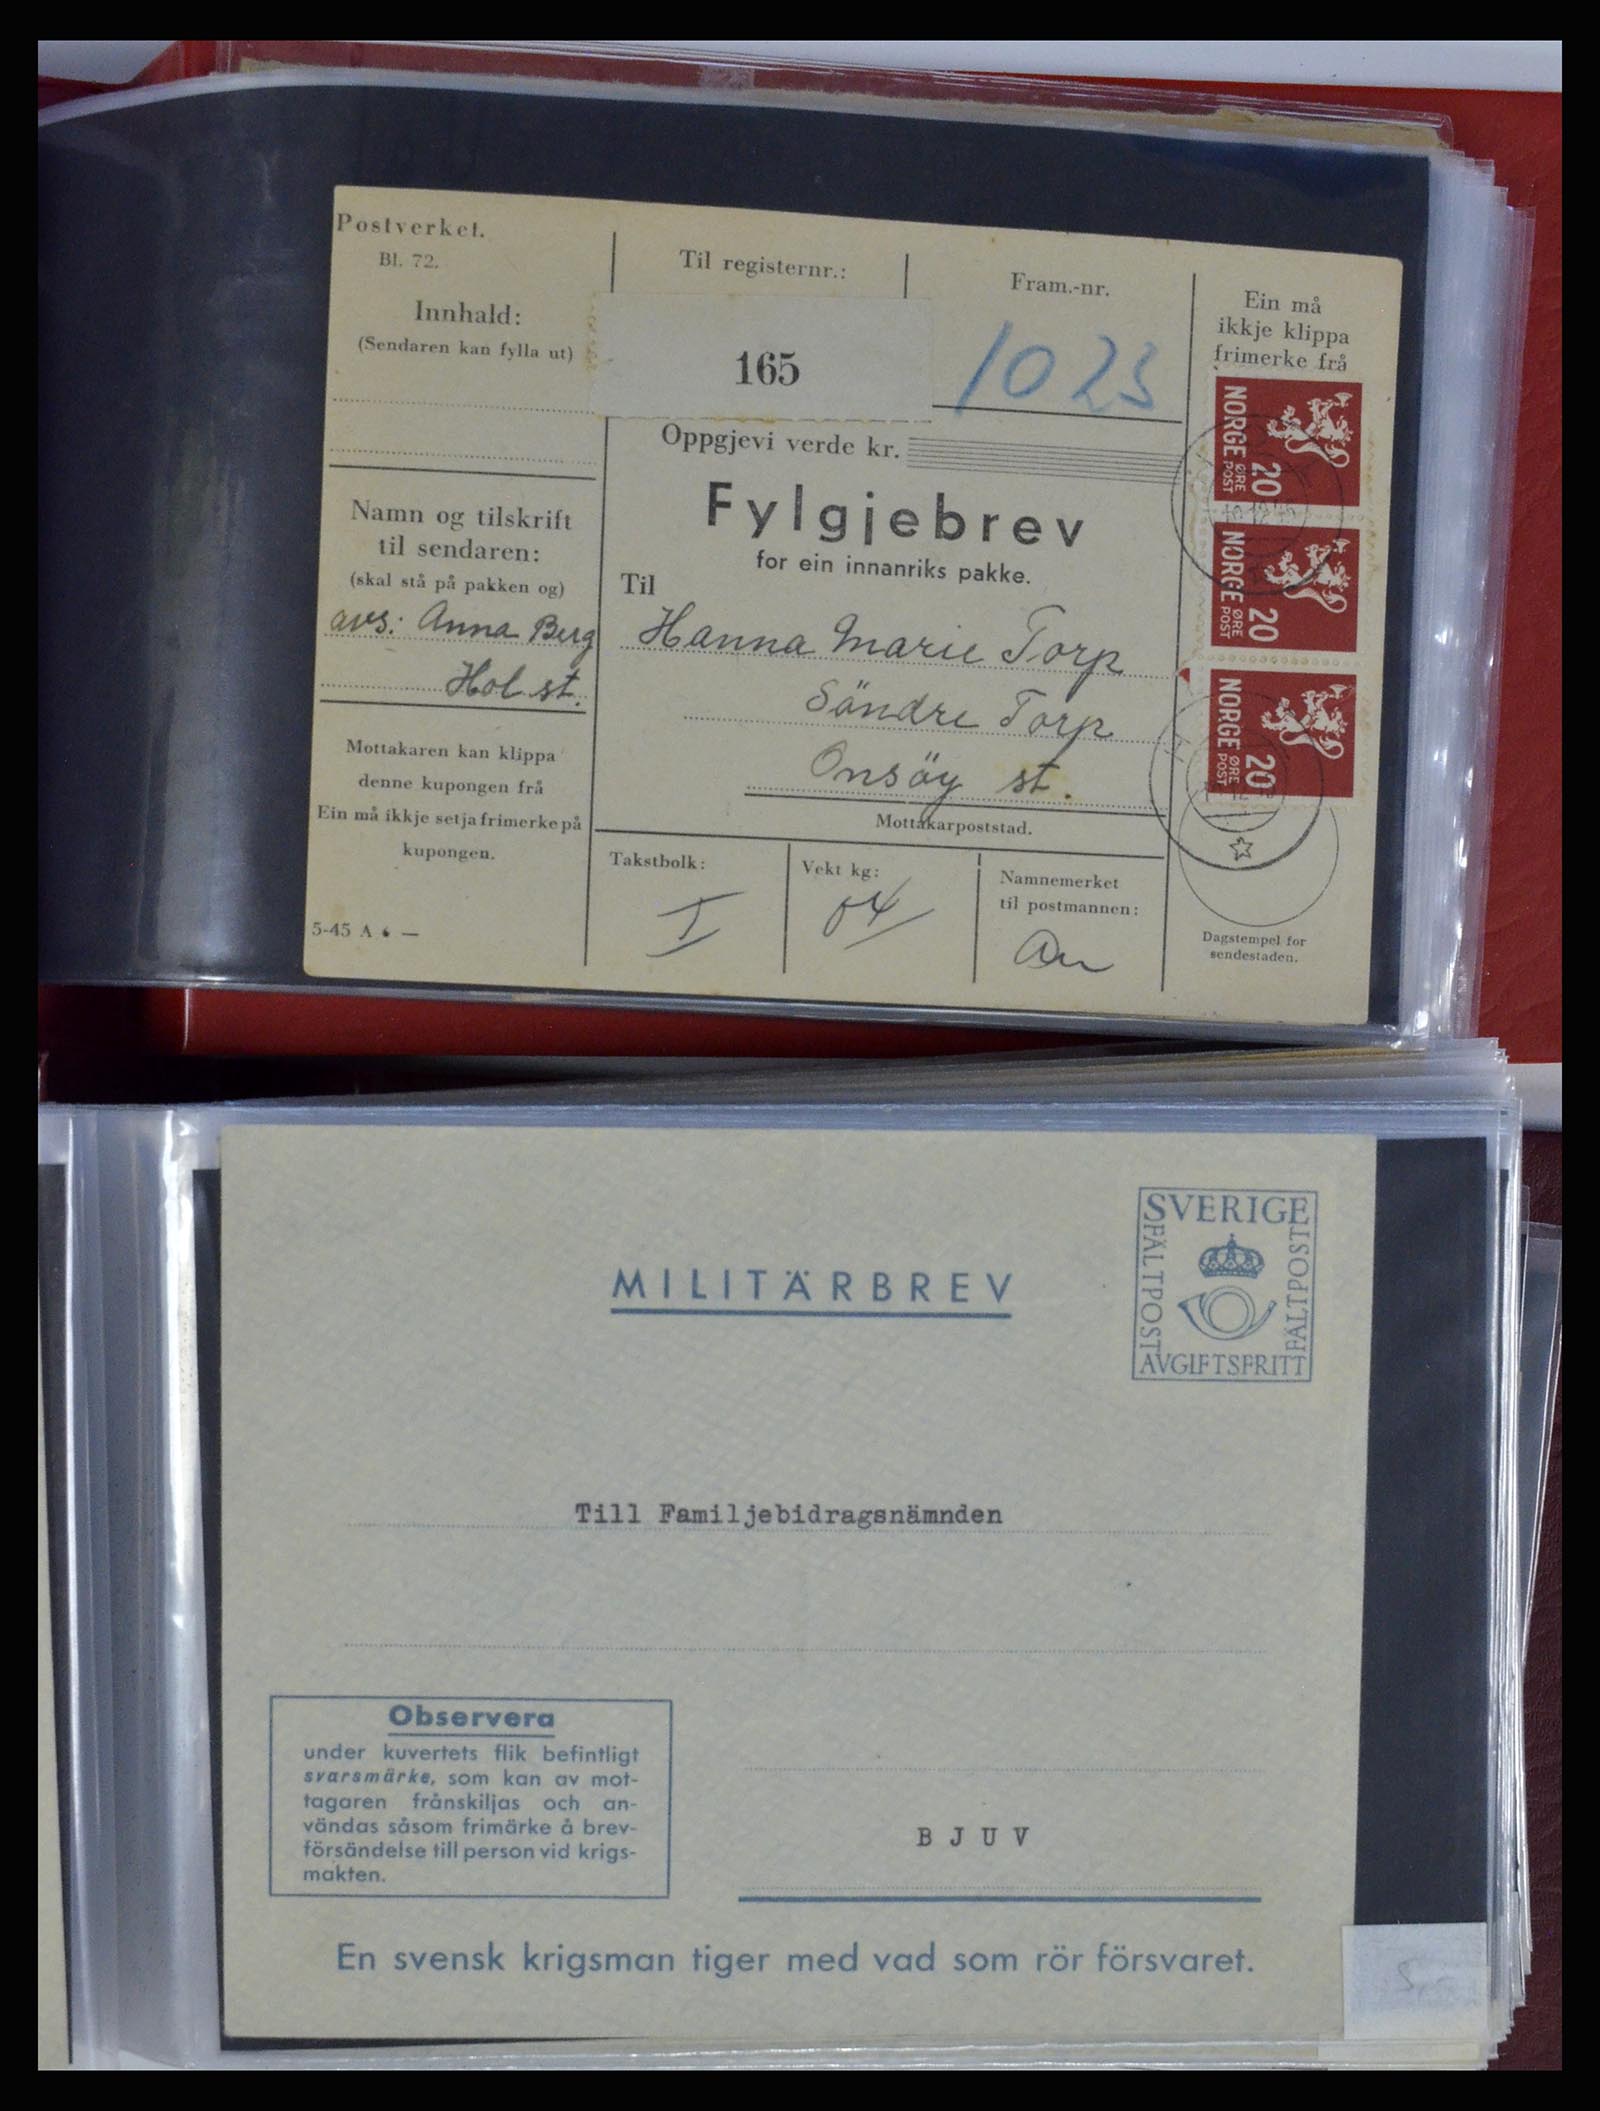 Postverket.
Bl. 72.
Innhald:
(Sendaren kan fylla ut)
Til registernr.:
165
Fram.-nr.
1023
Ein må
ikkje klippa
frimerke frå
NORGE 20 ØRE POST
NORGE 20 ØRE POST
NORGE 20 ØRE POST
Oppgjevi verde kr.
Fylgjebrev
for ein innanriks pakke.
Namn og tilskrift
til sendaren:
(skal stå på pakken og)
avs: Anna Berg
Hol st.
Til
Hanna Marie Torp
Söndre Torp
Onsöy st.
Mottakarpoststad.
Mottakaren kan klippa
denne kupongen frå
Ein må ikkje setja frimerke på
kupongen.
5-45 A
Takstbolk:
I
Vekt kg:
04
Namnemerket
til postmannen:
Dagstempel for
sendestaden.
MILITÄRBREV
SVERIGE
FÄLTPOST
FÄLTPOST
AVGIFTSFRITT
Till Familjebidragsnämnden
Observera
under kuvertets flik befintligt
svarsmärke, som kan av mot-
tagaren frånskiljas och an-
vändas såsom frimärke å brev-
försändelse till person vid krigs-
makten.
BJUV
En svensk krigsman tiger med vad som rör försvaret.